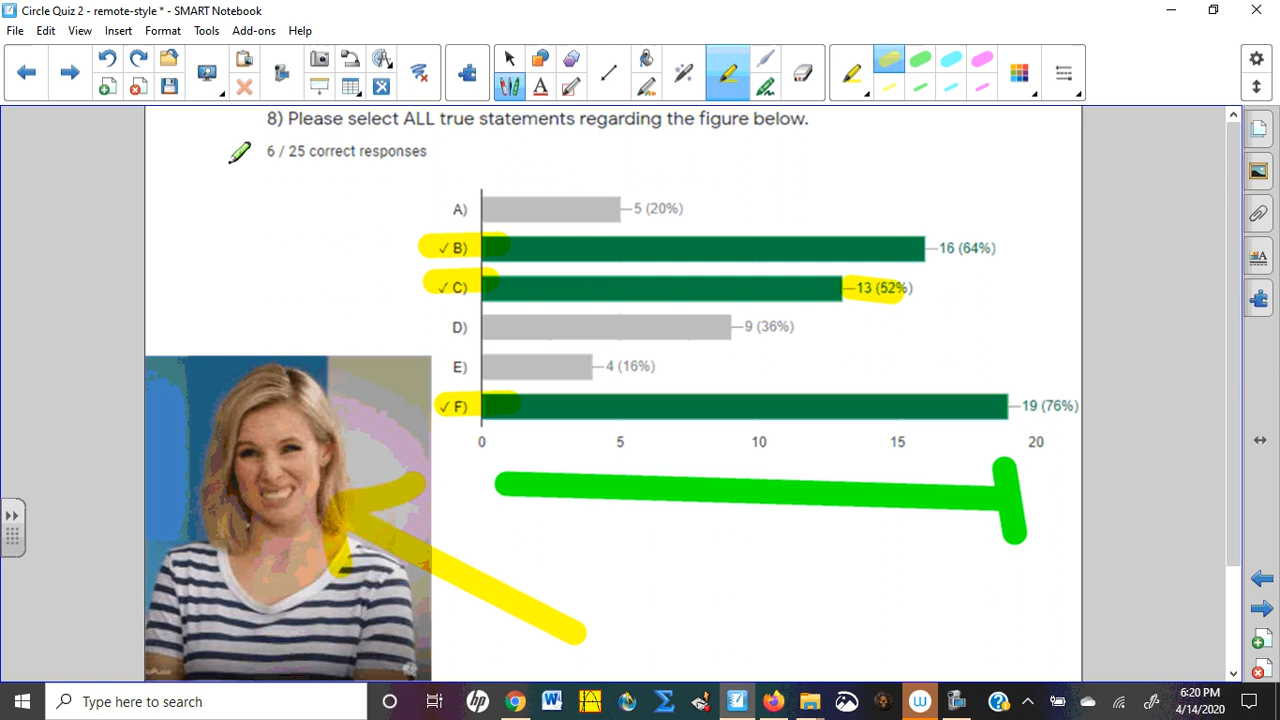 Circle Quiz 2 - remote-style * - SMART Notebook
File Edit View Insert Format Tools Add-ons Help
8) Please select ALL true statements regarding the figure below.
6 / 25 correct responses
A) 5 (20%)
✓ B) 16 (64%)
✓ C) 13 (52%)
D) 9 (36%)
E) 4 (16%)
✓ F) 19 (76%)
0 5 10 15 20
Type here to search
6:20 PM
4/14/2020